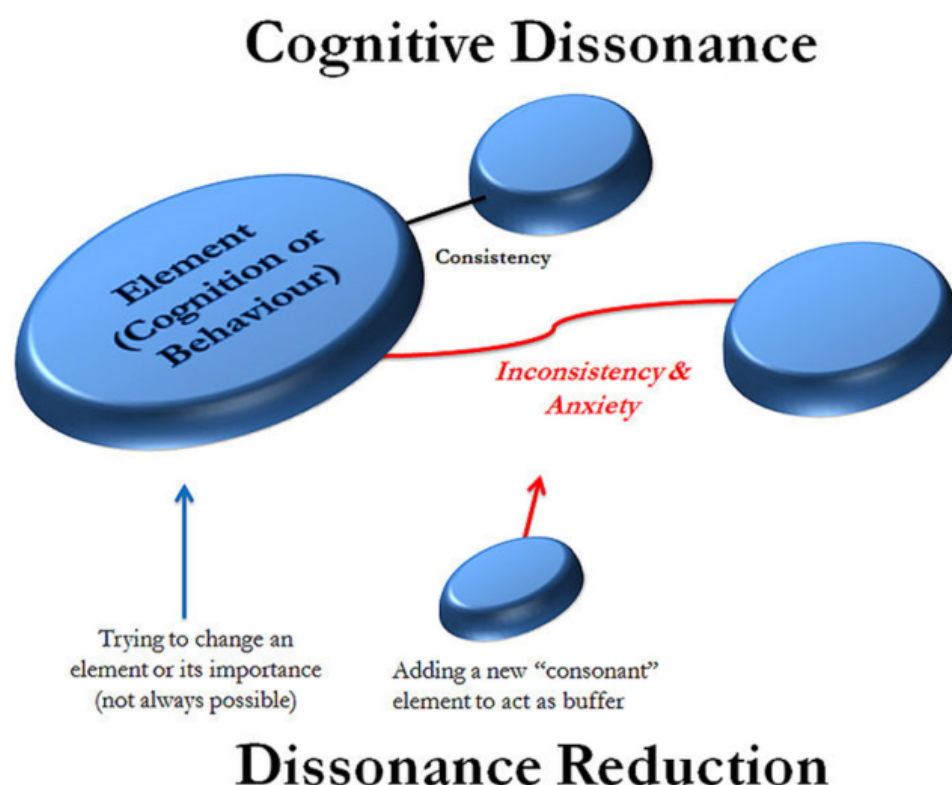 Cognitive Dissonance
Element
(Cognition or
Behaviour)
Consistency
Inconsistency &
Anxiety
Trying to change an
element or its importance
(not always possible)
Adding a new “consonant”
element to act as buffer
Dissonance Reduction